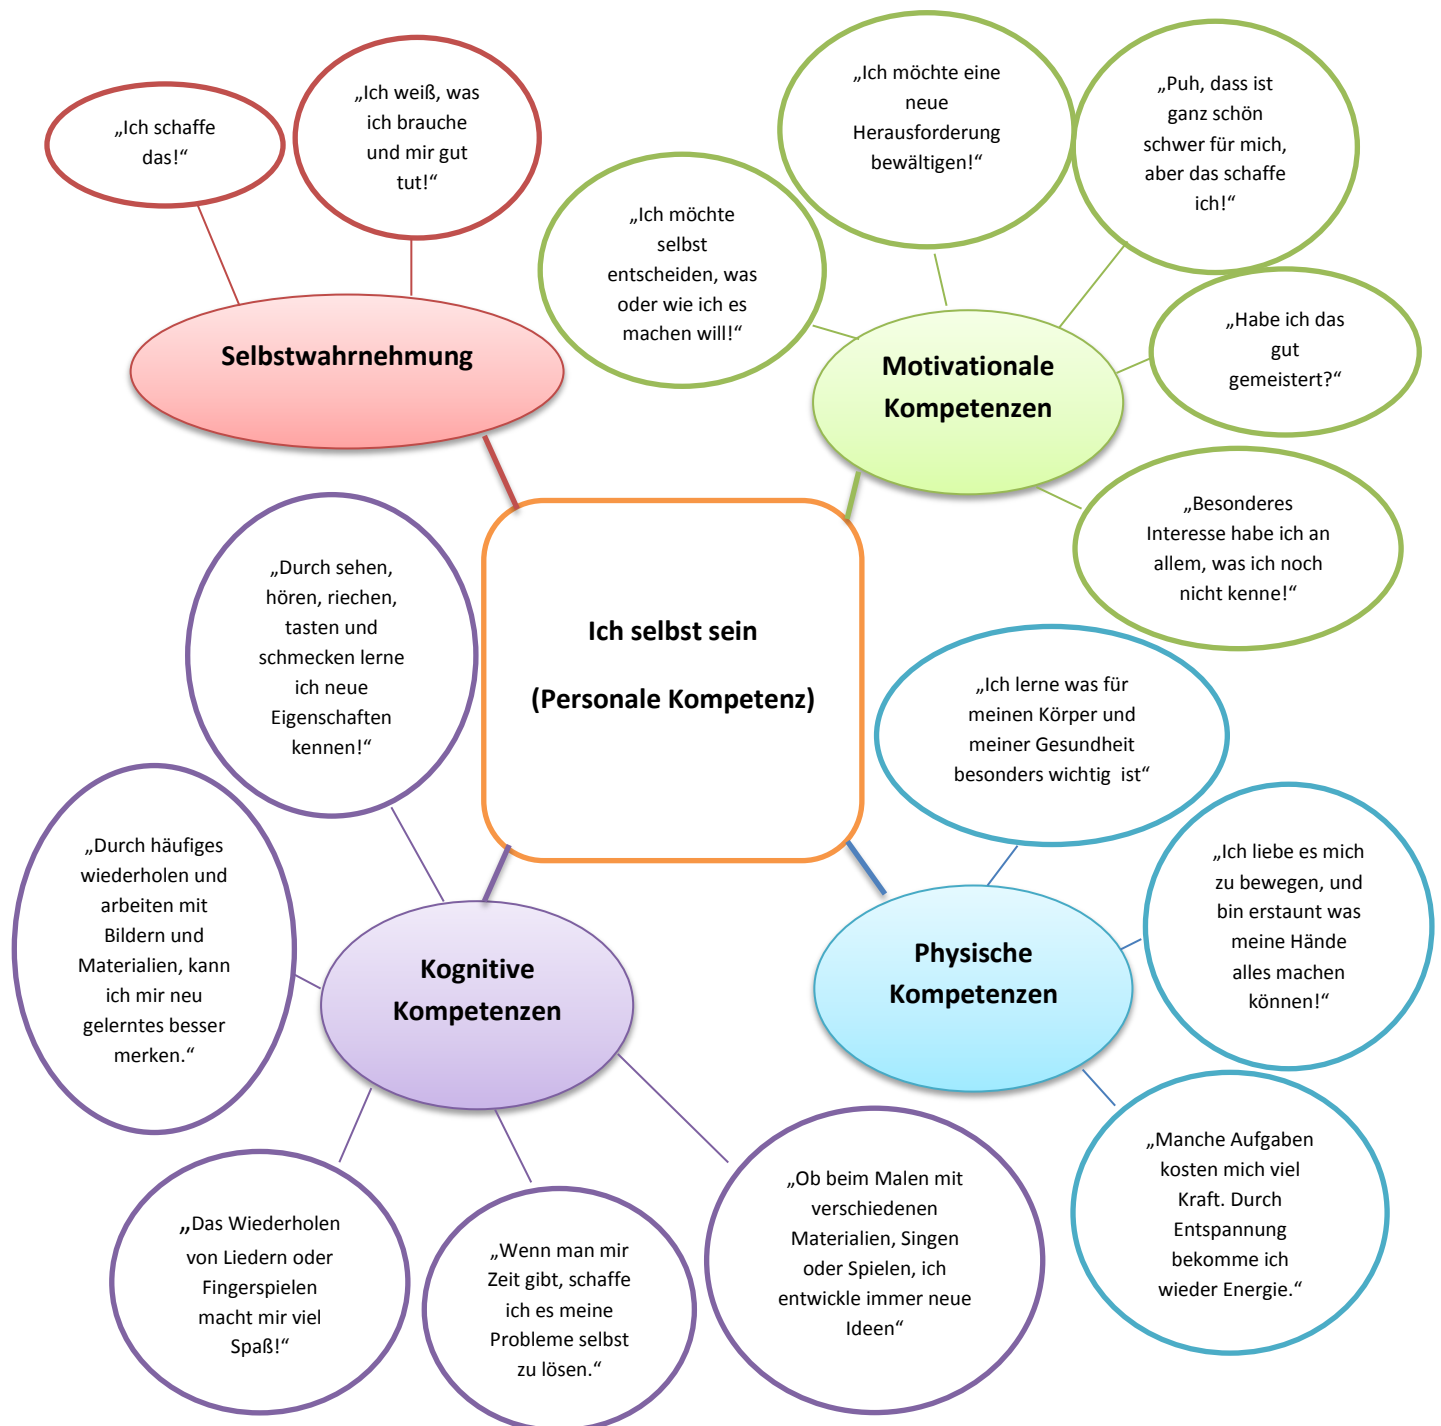 „Ich schaffe
das!“
„Ich weiß, was
ich brauche
und mir gut
tut!“
Selbstwahrnehmung
„Ich möchte
selbst
entscheiden, was
oder wie ich es
machen will!“
„Ich möchte eine
neue
Herausforderung
bewältigen!“
„Puh, dass ist
ganz schön
schwer für mich,
aber das schaffe
ich!“
„Habe ich das
gut
gemeistert?“
„Besonderes
Interesse habe ich an
allem, was ich noch
nicht kenne!“
Motivationale
Kompetenzen
Ich selbst sein
(Personale Kompetenz)
„Durch sehen,
hören, riechen,
tasten und
schmecken lerne
ich neue
Eigenschaften
kennen!“
„Durch häufiges
wiederholen und
arbeiten mit
Bildern und
Materialien, kann
ich mir neu
gelerntes besser
merken.“
Kognitive
Kompetenzen
„Das Wiederholen
von Liedern oder
Fingerspielen
macht mir viel
Spaß!“
„Wenn man mir
Zeit gibt, schaffe
ich es meine
Probleme selbst
zu lösen.“
„Ob beim Malen mit
verschiedenen
Materialien, Singen
oder Spielen, ich
entwickle immer neue
Ideen“
„Ich lerne was für
meinen Körper und
meiner Gesundheit
besonders wichtig  ist“
Physische
Kompetenzen
„Ich liebe es mich
zu bewegen, und
bin erstaunt was
meine Hände
alles machen
können!“
„Manche Aufgaben
kosten mich viel
Kraft. Durch
Entspannung
bekomme ich
wieder Energie.“